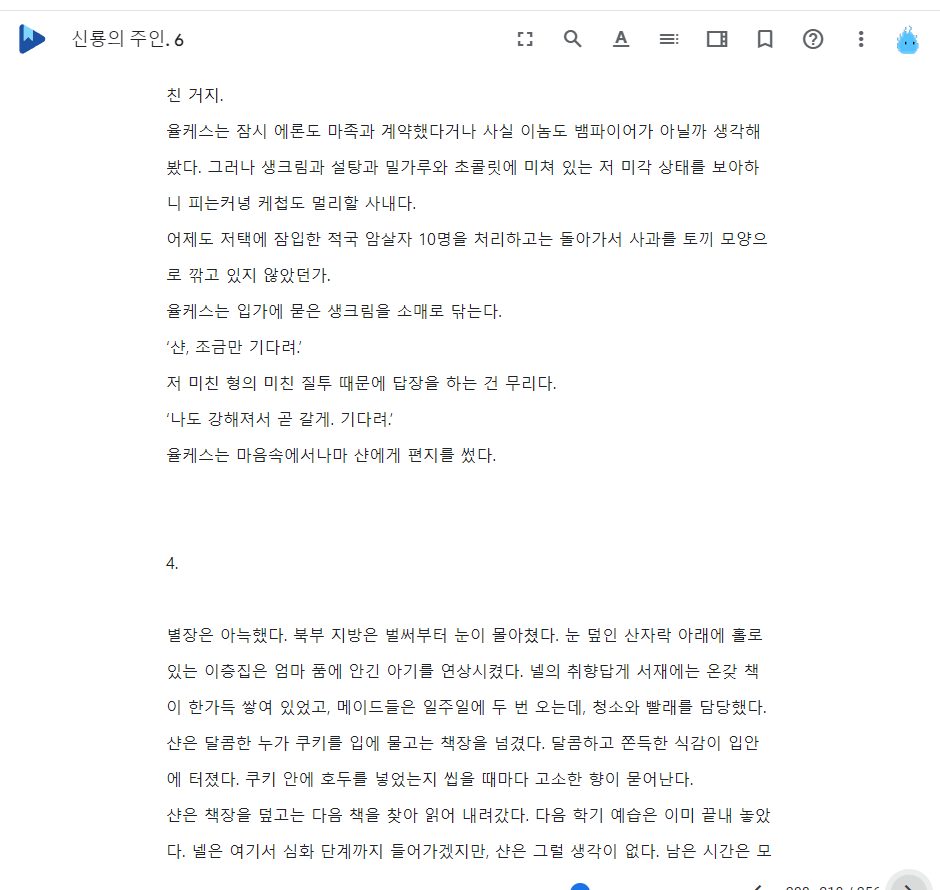 신룡의 주인. 6
친 거지.
율케스는 잠시 에론도 마족과 계약했다거나 사실 이놈도 뱀파이어가 아닐까 생각해
봤다. 그러나 생크림과 설탕과 밀가루와 초콜릿에 미쳐 있는 저 미각 상태를 보아하
니 피는커녕 케첩도 멀리할 사내다.
어제도 저택에 잠입한 적국 암살자 10명을 처리하고는 돌아가서 사과를 토끼 모양으
로 깎고 있지 않았던가.
율케스는 입가에 묻은 생크림을 소매로 닦는다.
‘샨, 조금만 기다려.’
저 미친 형의 미친 질투 때문에 답장을 하는 건 무리다.
‘나도 강해져서 곧 갈게. 기다려.’
율케스는 마음속에서나마 샨에게 편지를 썼다.
4.
별장은 아늑했다. 북부 지방은 벌써부터 눈이 몰아쳤다. 눈 덮인 산자락 아래에 홀로
있는 이층집은 엄마 품에 안긴 아기를 연상시켰다. 넬의 취향답게 서재에는 온갖 책
이 한가득 쌓여 있었고, 메이드들은 일주일에 두 번 오는데, 청소와 빨래를 담당했다.
샨은 달콤한 누가 쿠키를 입에 물고는 책장을 넘겼다. 달콤하고 쫀득한 식감이 입안
에 터졌다. 쿠키 안에 호두를 넣었는지 씹을 때마다 고소한 향이 묻어난다.
샨은 책장을 덮고는 다음 책을 찾아 읽어 내려갔다. 다음 학기 예습은 이미 끝내 놓았
다. 넬은 여기서 심화 단계까지 들어가겠지만, 샨은 그럴 생각이 없다. 남은 시간은 모